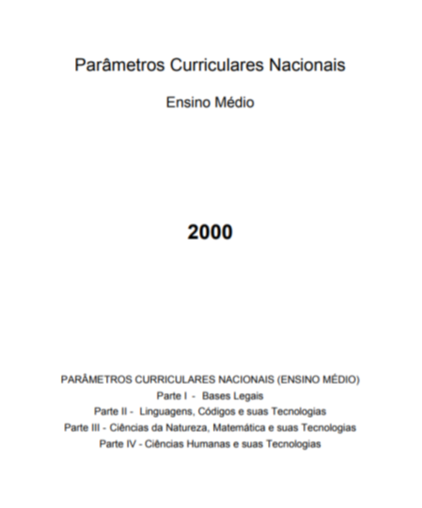 Parâmetros Curriculares Nacionais
Ensino Médio
2000
PARÂMETROS CURRICULARES NACIONAIS (ENSINO MÉDIO)
Parte I - Bases Legais
Parte II - Linguagens, Códigos e suas Tecnologias
Parte III - Ciências da Natureza, Matemática e suas Tecnologias
Parte IV - Ciências Humanas e suas Tecnologias